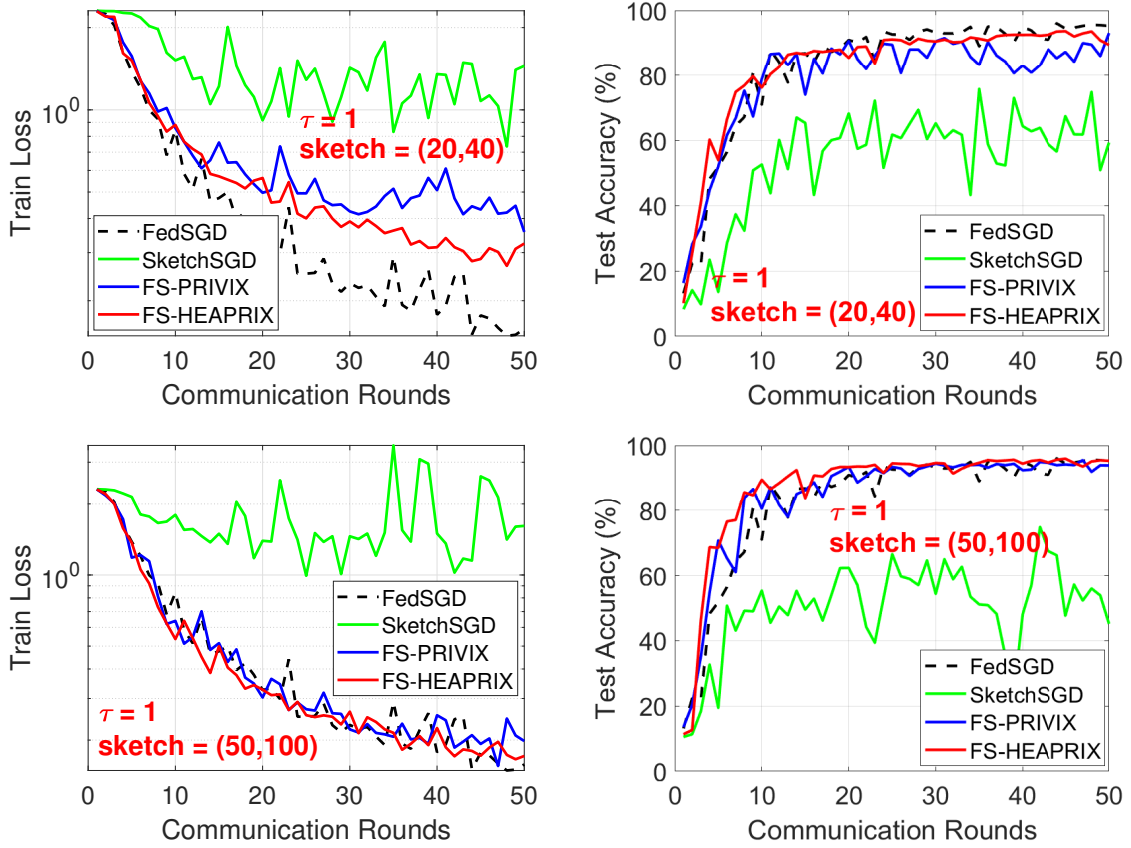 Train Loss
10^0
τ = 1
sketch = (20,40)
FedSGD
SketchSGD
FS-PRIVIX
FS-HEAPRIX
0 10 20 30 40 50
Communication Rounds
Test Accuracy (%)
100
80
60
40
20
0
τ = 1
sketch = (20,40)
FedSGD
SketchSGD
FS-PRIVIX
FS-HEAPRIX
0 10 20 30 40 50
Communication Rounds
Train Loss
10^0
FedSGD
SketchSGD
FS-PRIVIX
FS-HEAPRIX
τ = 1
sketch = (50,100)
0 10 20 30 40 50
Communication Rounds
Test Accuracy (%)
100
80
60
40
20
0
τ = 1
sketch = (50,100)
FedSGD
SketchSGD
FS-PRIVIX
FS-HEAPRIX
0 10 20 30 40 50
Communication Rounds